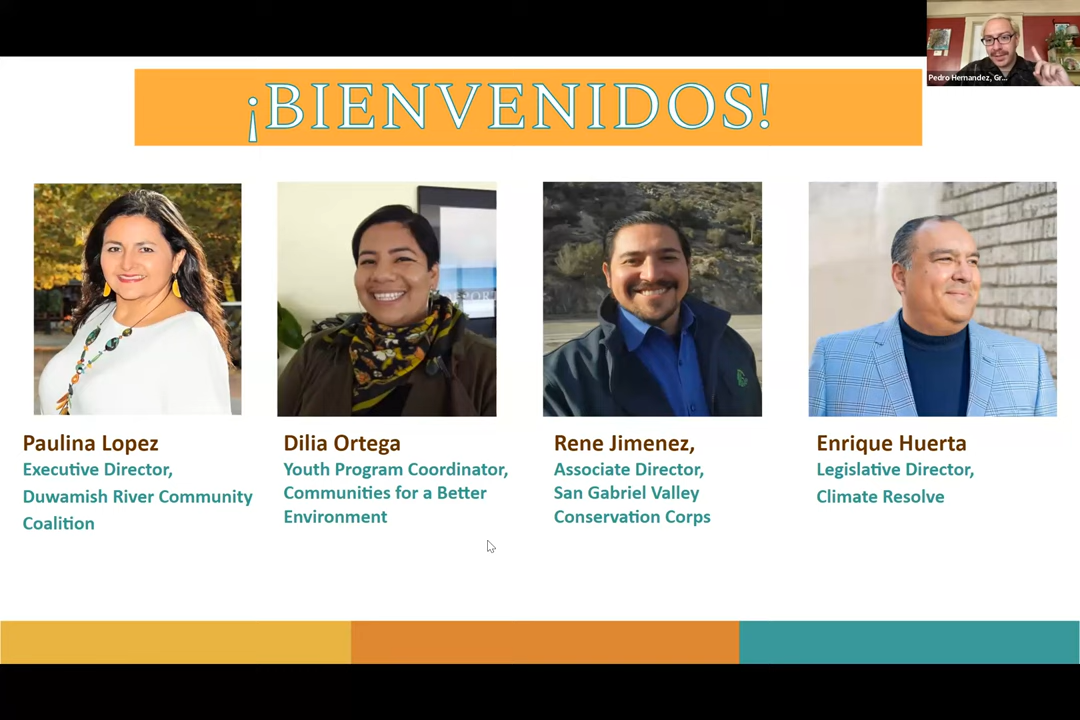 ¡BIENVENIDOS!
Pedro Hernandez, Gr...
Paulina Lopez
Executive Director,
Duwamish River Community
Coalition
Dilia Ortega
Youth Program Coordinator,
Communities for a Better
Environment
Rene Jimenez,
Associate Director,
San Gabriel Valley
Conservation Corps
Enrique Huerta
Legislative Director,
Climate Resolve